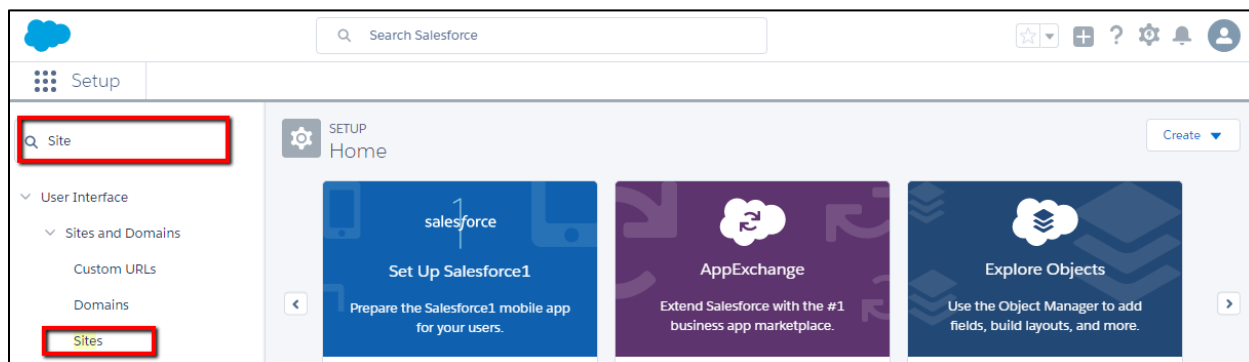 Search Salesforce
Setup
Site
User Interface
Sites and Domains
Custom URLs
Domains
Sites
SETUP
Home
Create
salesforce
1
Set Up Salesforce1
Prepare the Salesforce1 mobile app
for your users.
AppExchange
Extend Salesforce with the #1
business app marketplace.
Explore Objects
Use the Object Manager to add
fields, build layouts, and more.